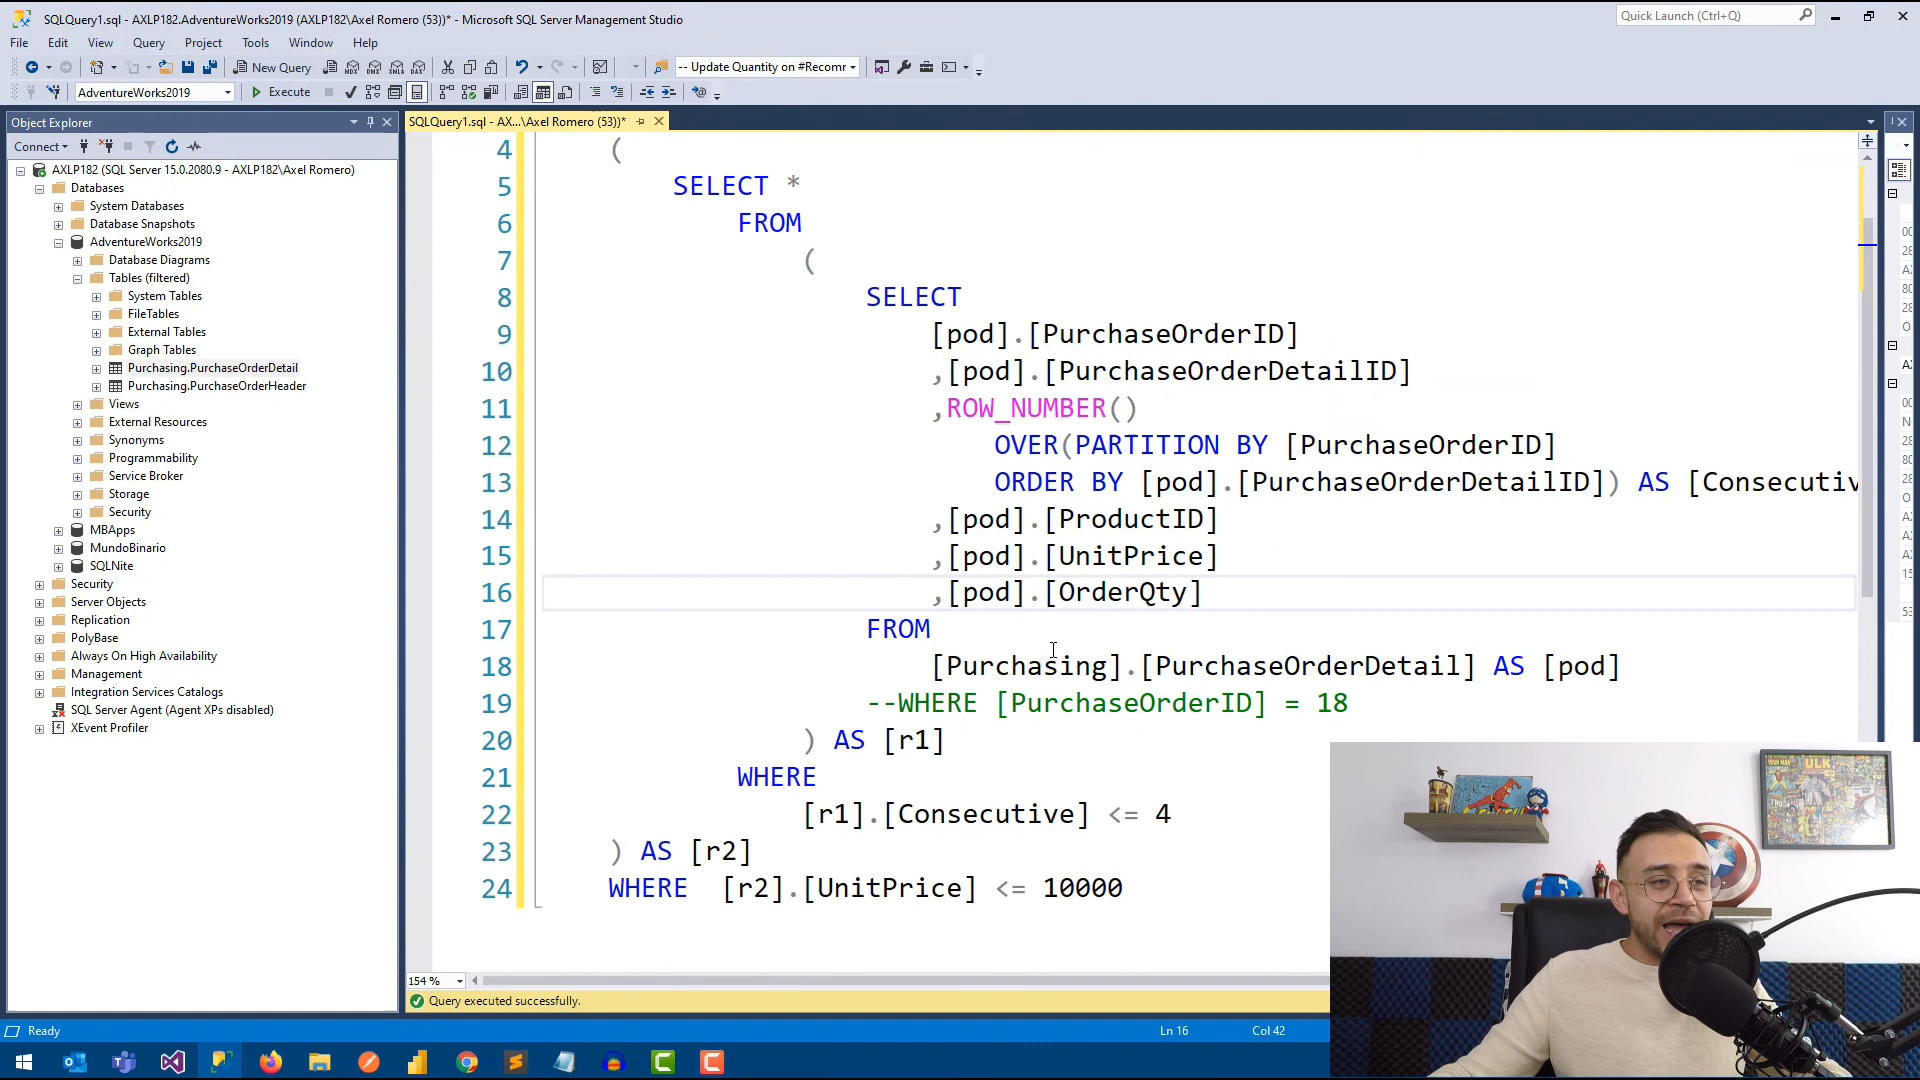 SQLQuery1.sql - AXLP182.AdventureWorks2019 (AXLP182\Axel Romero (53))* - Microsoft SQL Server Management Studio
Quick Launch (Ctrl+Q)
File Edit View Query Project Tools Window Help
New Query
-- Update Quantity on #Recomr
AdventureWorks2019
Execute
Object Explorer
SQLQuery1.sql - AX...\Axel Romero (53))*
Connect
AXLP182 (SQL Server 15.0.2080.9 - AXLP182\Axel Romero)
Databases
System Databases
Database Snapshots
AdventureWorks2019
Database Diagrams
Tables (filtered)
System Tables
FileTables
External Tables
Graph Tables
Purchasing.PurchaseOrderDetail
Purchasing.PurchaseOrderHeader
Views
External Resources
Synonyms
Programmability
Service Broker
Storage
Security
MBApps
MundoBinario
SQLNite
Security
Server Objects
Replication
PolyBase
Always On High Availability
Management
Integration Services Catalogs
SQL Server Agent (Agent XPs disabled)
XEvent Profiler
4 (
5 SELECT *
6 FROM
7 (
8 SELECT
9 [pod].[PurchaseOrderID]
10 ,[pod].[PurchaseOrderDetailID]
11 ,ROW_NUMBER()
12 OVER(PARTITION BY [PurchaseOrderID]
13 ORDER BY [pod].[PurchaseOrderDetailID]) AS [Consecutiv
14 ,[pod].[ProductID]
15 ,[pod].[UnitPrice]
16 ,[pod].[OrderQty]
17 FROM
18 [Purchasing].[PurchaseOrderDetail] AS [pod]
19 --WHERE [PurchaseOrderID] = 18
20 ) AS [r1]
21 WHERE
22 [r1].[Consecutive] <= 4
23 ) AS [r2]
24 WHERE [r2].[UnitPrice] <= 10000
154 %
Query executed successfully.
Ready
Ln 16
Col 42